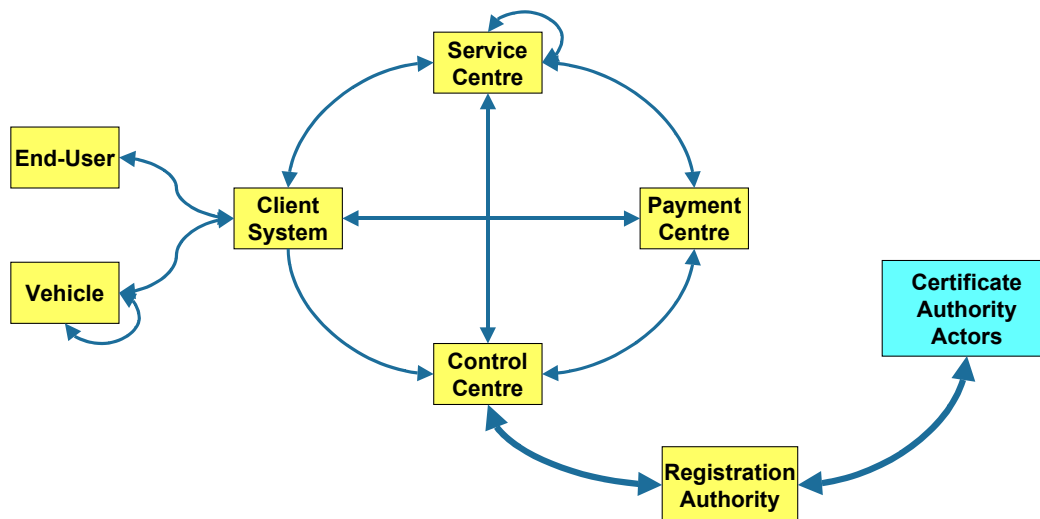 Service
Centre
End-User
Client
System
Payment
Centre
Vehicle
Certificate
Authority
Actors
Control
Centre
Registration
Authority